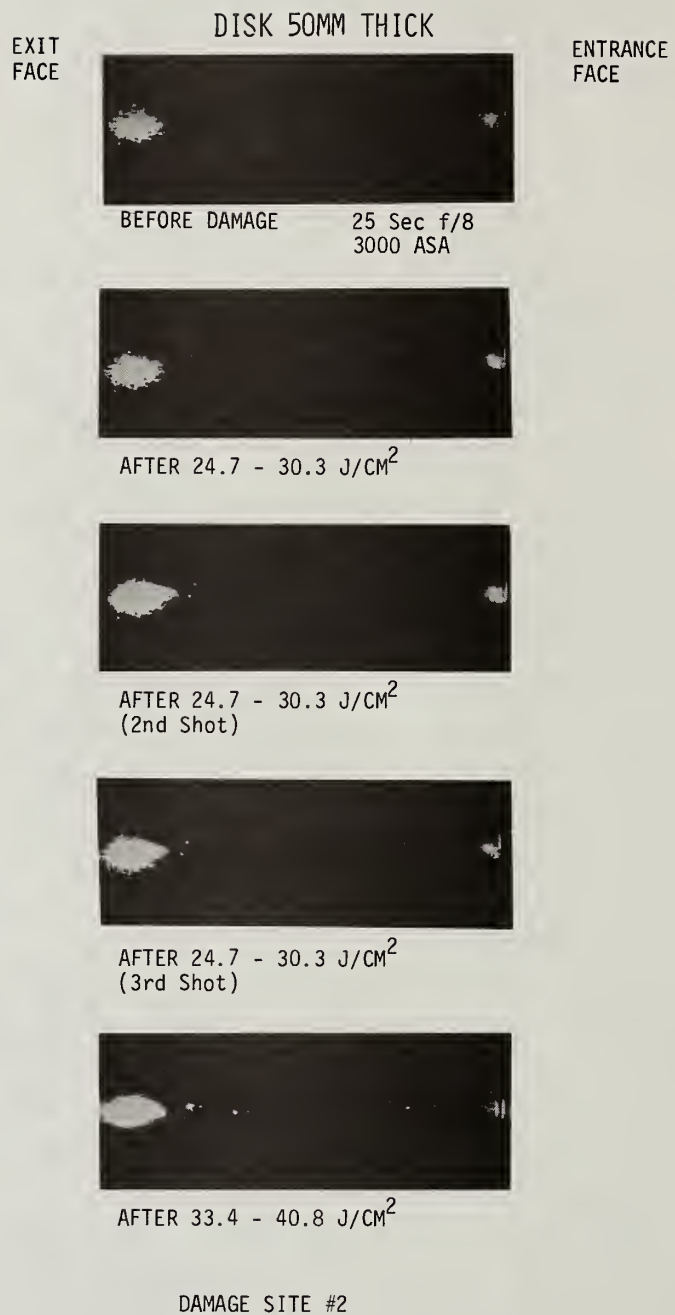 DISK 50MM THICK
EXIT
FACE
ENTRANCE
FACE
BEFORE DAMAGE 25 Sec f/8
3000 ASA
AFTER 24.7 - 30.3 J/CM²
AFTER 24.7 - 30.3 J/CM²
(2nd Shot)
AFTER 24.7 - 30.3 J/CM²
(3rd Shot)
AFTER 33.4 - 40.8 J/CM²
DAMAGE SITE #2